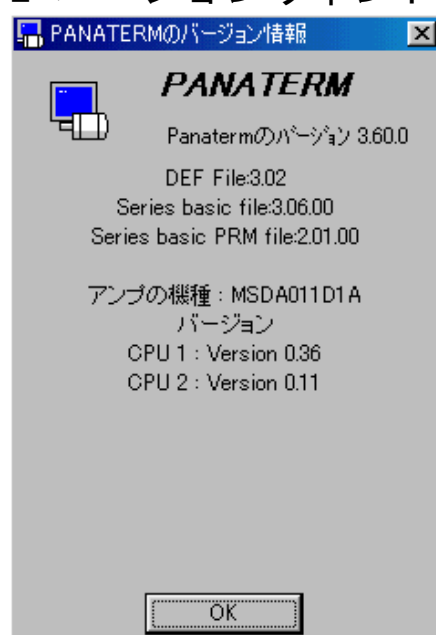 PANATERMのバージョン情報
PANATERM
Panatermのバージョン 3.60.0
DEF File:3.02
Series basic file:3.06.00
Series basic PRM file:2.01.00
アンプの機種：MSDA011D1A
バージョン
CPU 1 : Version 0.36
CPU 2 : Version 0.11
OK